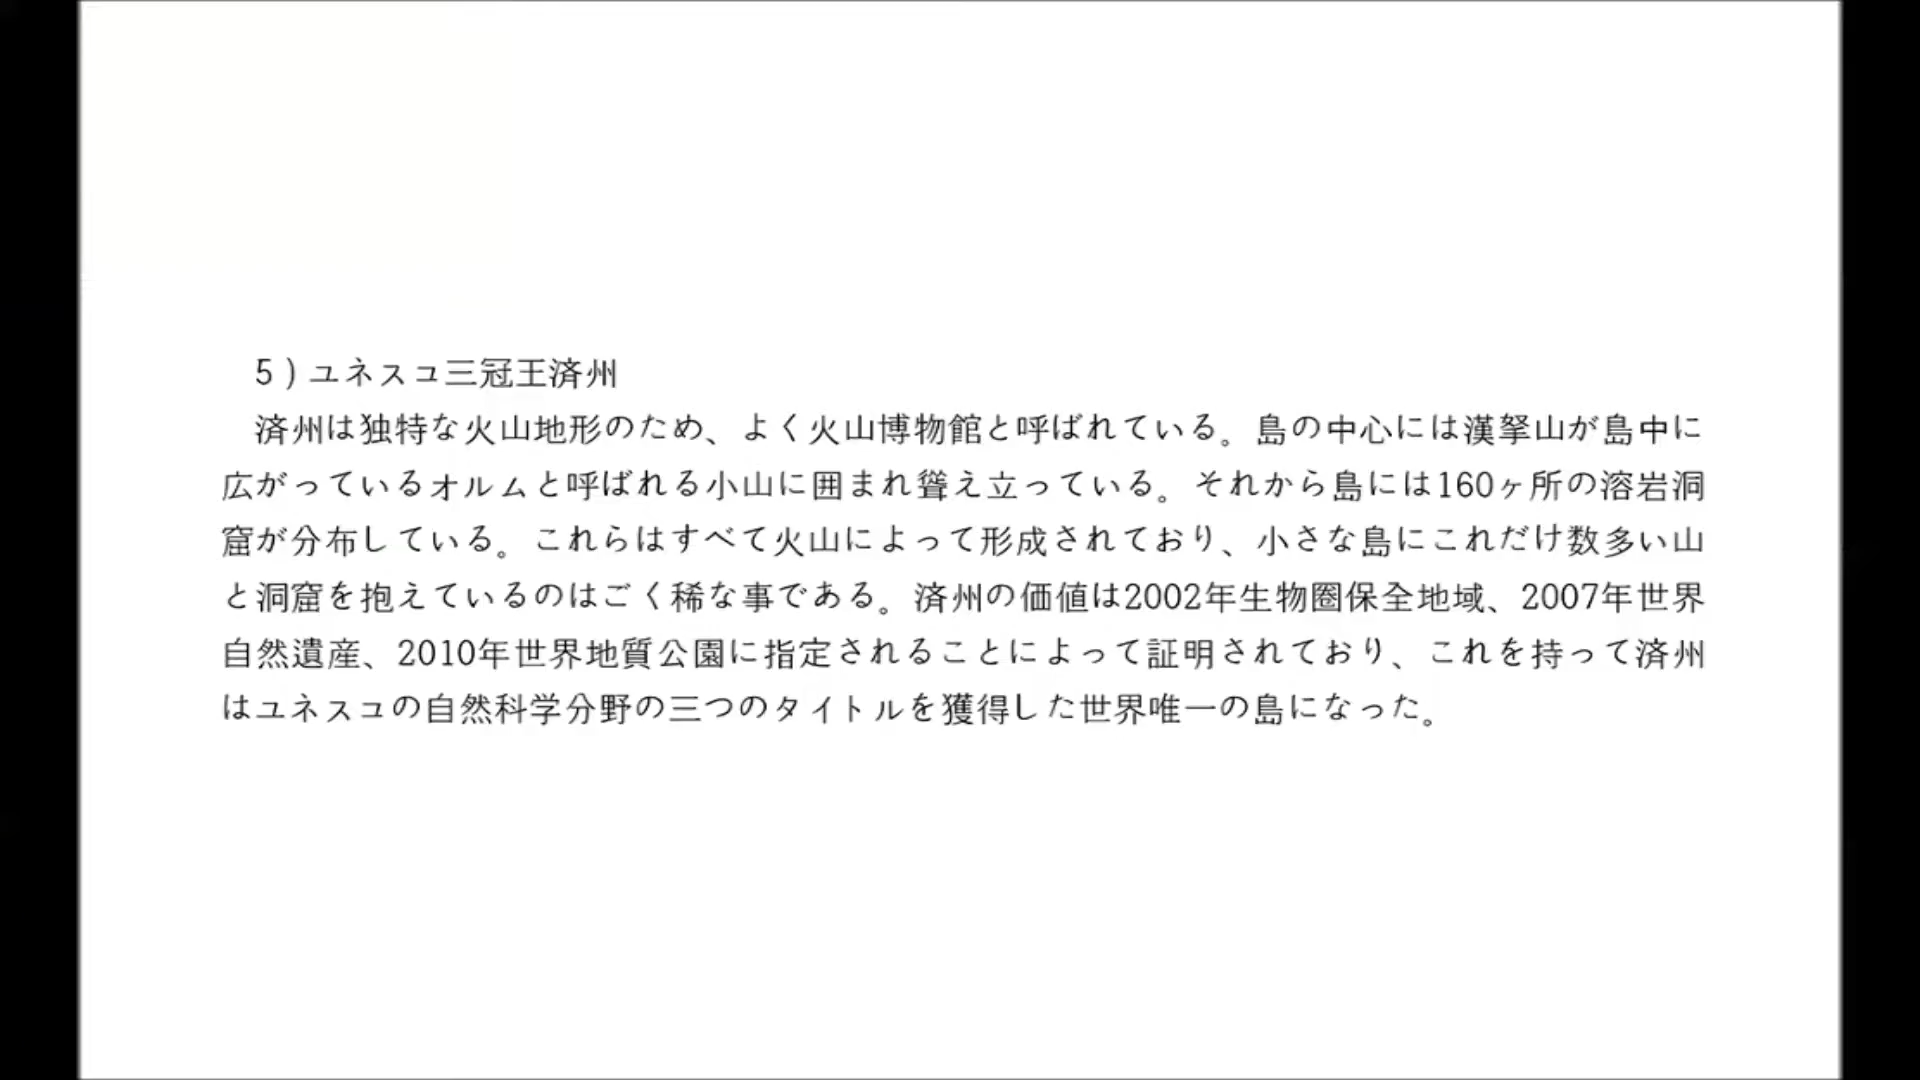 5)ユネスュ三冠王済州
済州は独特な火山地形のため、よく火山博物館と呼ばれている。島の中心には漢拏山が島中に
広がっているオルムと呼ばれる小山に囲まれ聳え立っている。それから島には160ヶ所の溶岩洞
窟が分布している。これらはすべて火山によって形成されており、小さな島にこれだけ数多い山
と洞窟を抱えているのはごく稀な事である。済州の価値は2002年生物圏保全地域、2007年世界
自然遺産、2010年世界地質公園に指定されることによって証明されており、これを持って済州
はユネスュの自然科学分野の三つのタイトルを獲得した世界唯一の島になった。